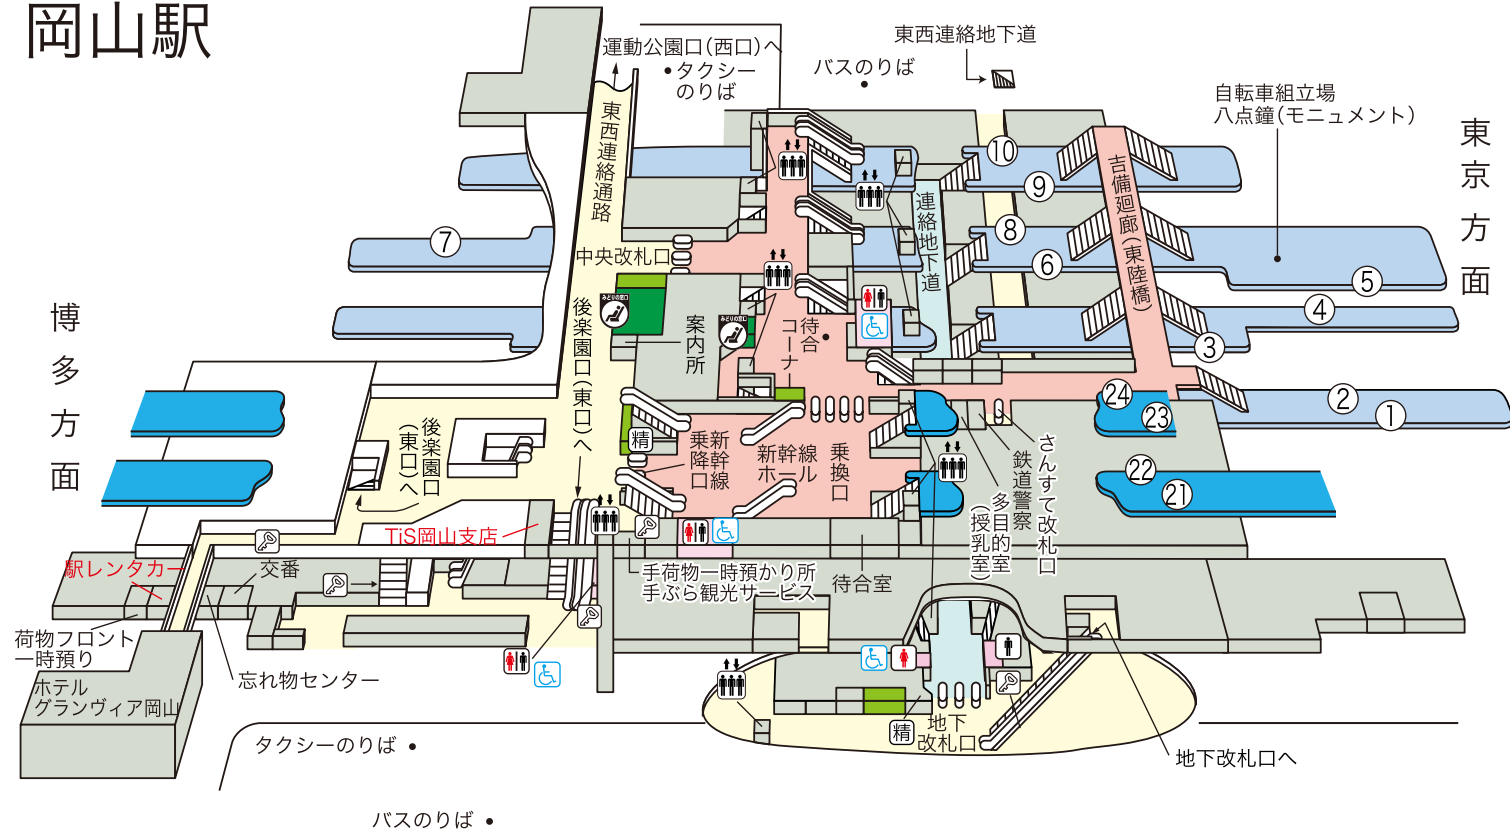 岡山駅
運動公園口(西口)へ
タクシー
のりば
バスのりば
東西連絡地下道
自転車組立場
八点鐘(モニュメント)
東京方面
博多方面
東西連絡通路
中央改札口
連絡地下道
吉備廻廊(東陸橋)
⑩
⑨
⑧
⑦
⑥
⑤
④
③
②
①
24
23
22
21
みどりの窓口
みどりの窓口
案内所
待合
コーナー
後楽園口(東口)へ
後楽園口
(東口)へ
精
新幹線
乗降口
新幹線
ホール
乗換口
さんすて改札口
鉄道警察
多目的室
(授乳室)
TiS岡山支店
駅レンタカー
交番
手荷物一時預かり所
手ぶら観光サービス
待合室
荷物フロント
一時預り
忘れ物センター
ホテル
グランヴィア岡山
精
地下
改札口
地下改札口へ
タクシーのりば
バスのりば